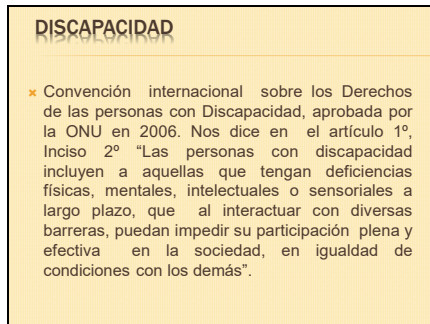 DISCAPACIDAD
Convención internacional sobre los Derechos
de las personas con Discapacidad, aprobada por
la ONU en 2006. Nos dice en el artículo 1º,
Inciso 2º “Las personas con discapacidad
incluyen a aquellas que tengan deficiencias
físicas, mentales, intelectuales o sensoriales a
largo plazo, que al interactuar con diversas
barreras, puedan impedir su participación plena y
efectiva en la sociedad, en igualdad de
condiciones con los demás”.